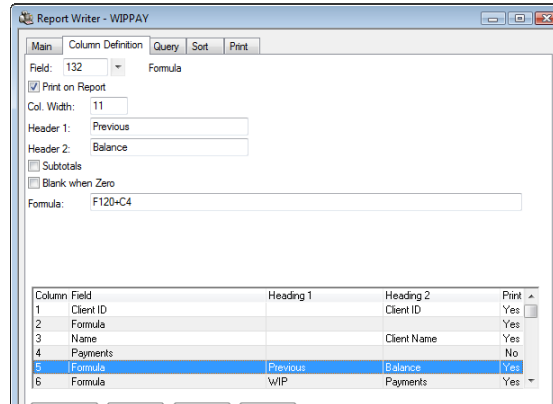 Report Writer - WIPPAY
Main Column Definition Query Sort Print
Field: 132 Formula
Print on Report
Col. Width: 11
Header 1: Previous
Header 2: Balance
Subtotals
Blank when Zero
Formula: F120+C4
Column Field Heading 1 Heading 2 Print
1 Client ID Client ID Yes
2 Formula Yes
3 Name Client Name Yes
4 Payments No
5 Formula Previous Balance Yes
6 Formula WIP Payments Yes